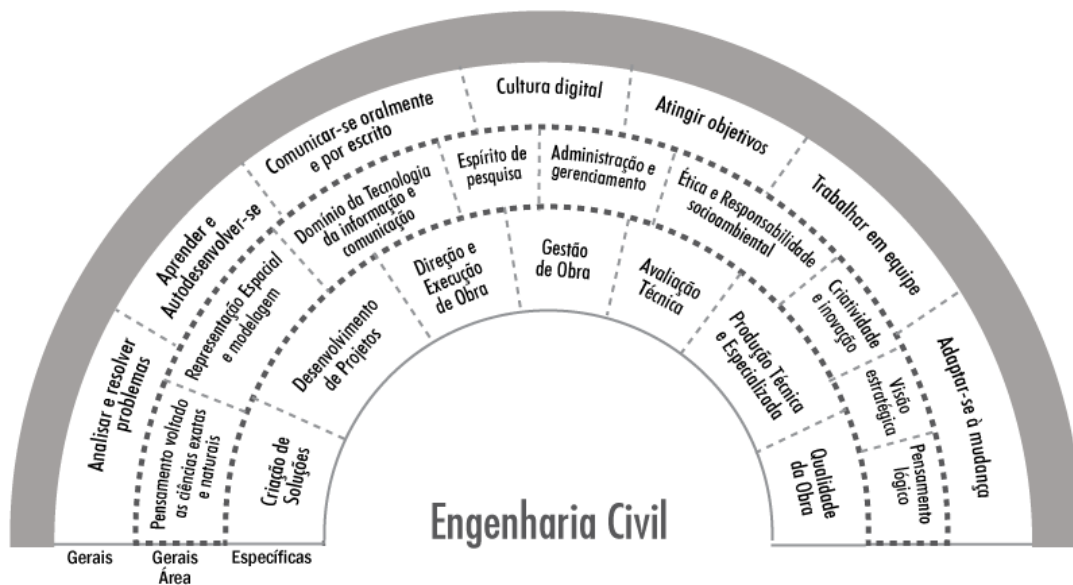 Analisar e resolver
problemas
Aprender e
Autodesenvolver-se
Comunicar-se oralmente
e por escrito
Cultura digital
Atingir objetivos
Trabalhar em equipe
Adaptar-se à mudança
Pensamento voltado
as ciências exatas
e naturais
Representação Espacial
e modelagem
Domínio da Tecnologia
da informação e
comunicação
Espírito de
pesquisa
Administração e
gerenciamento
Ética e Responsabilidade
socioambiental
Criatividade
e inovação
Visão
estratégica
Pensamento
lógico
Criação de
Soluções
Desenvolvimento
de Projetos
Direção e
Execução
de Obra
Gestão
de Obra
Avaliação
Técnica
Produção Técnica
e Especializada
Qualidade
da Obra
Engenharia Civil
Gerais
Gerais
Área
Específicas